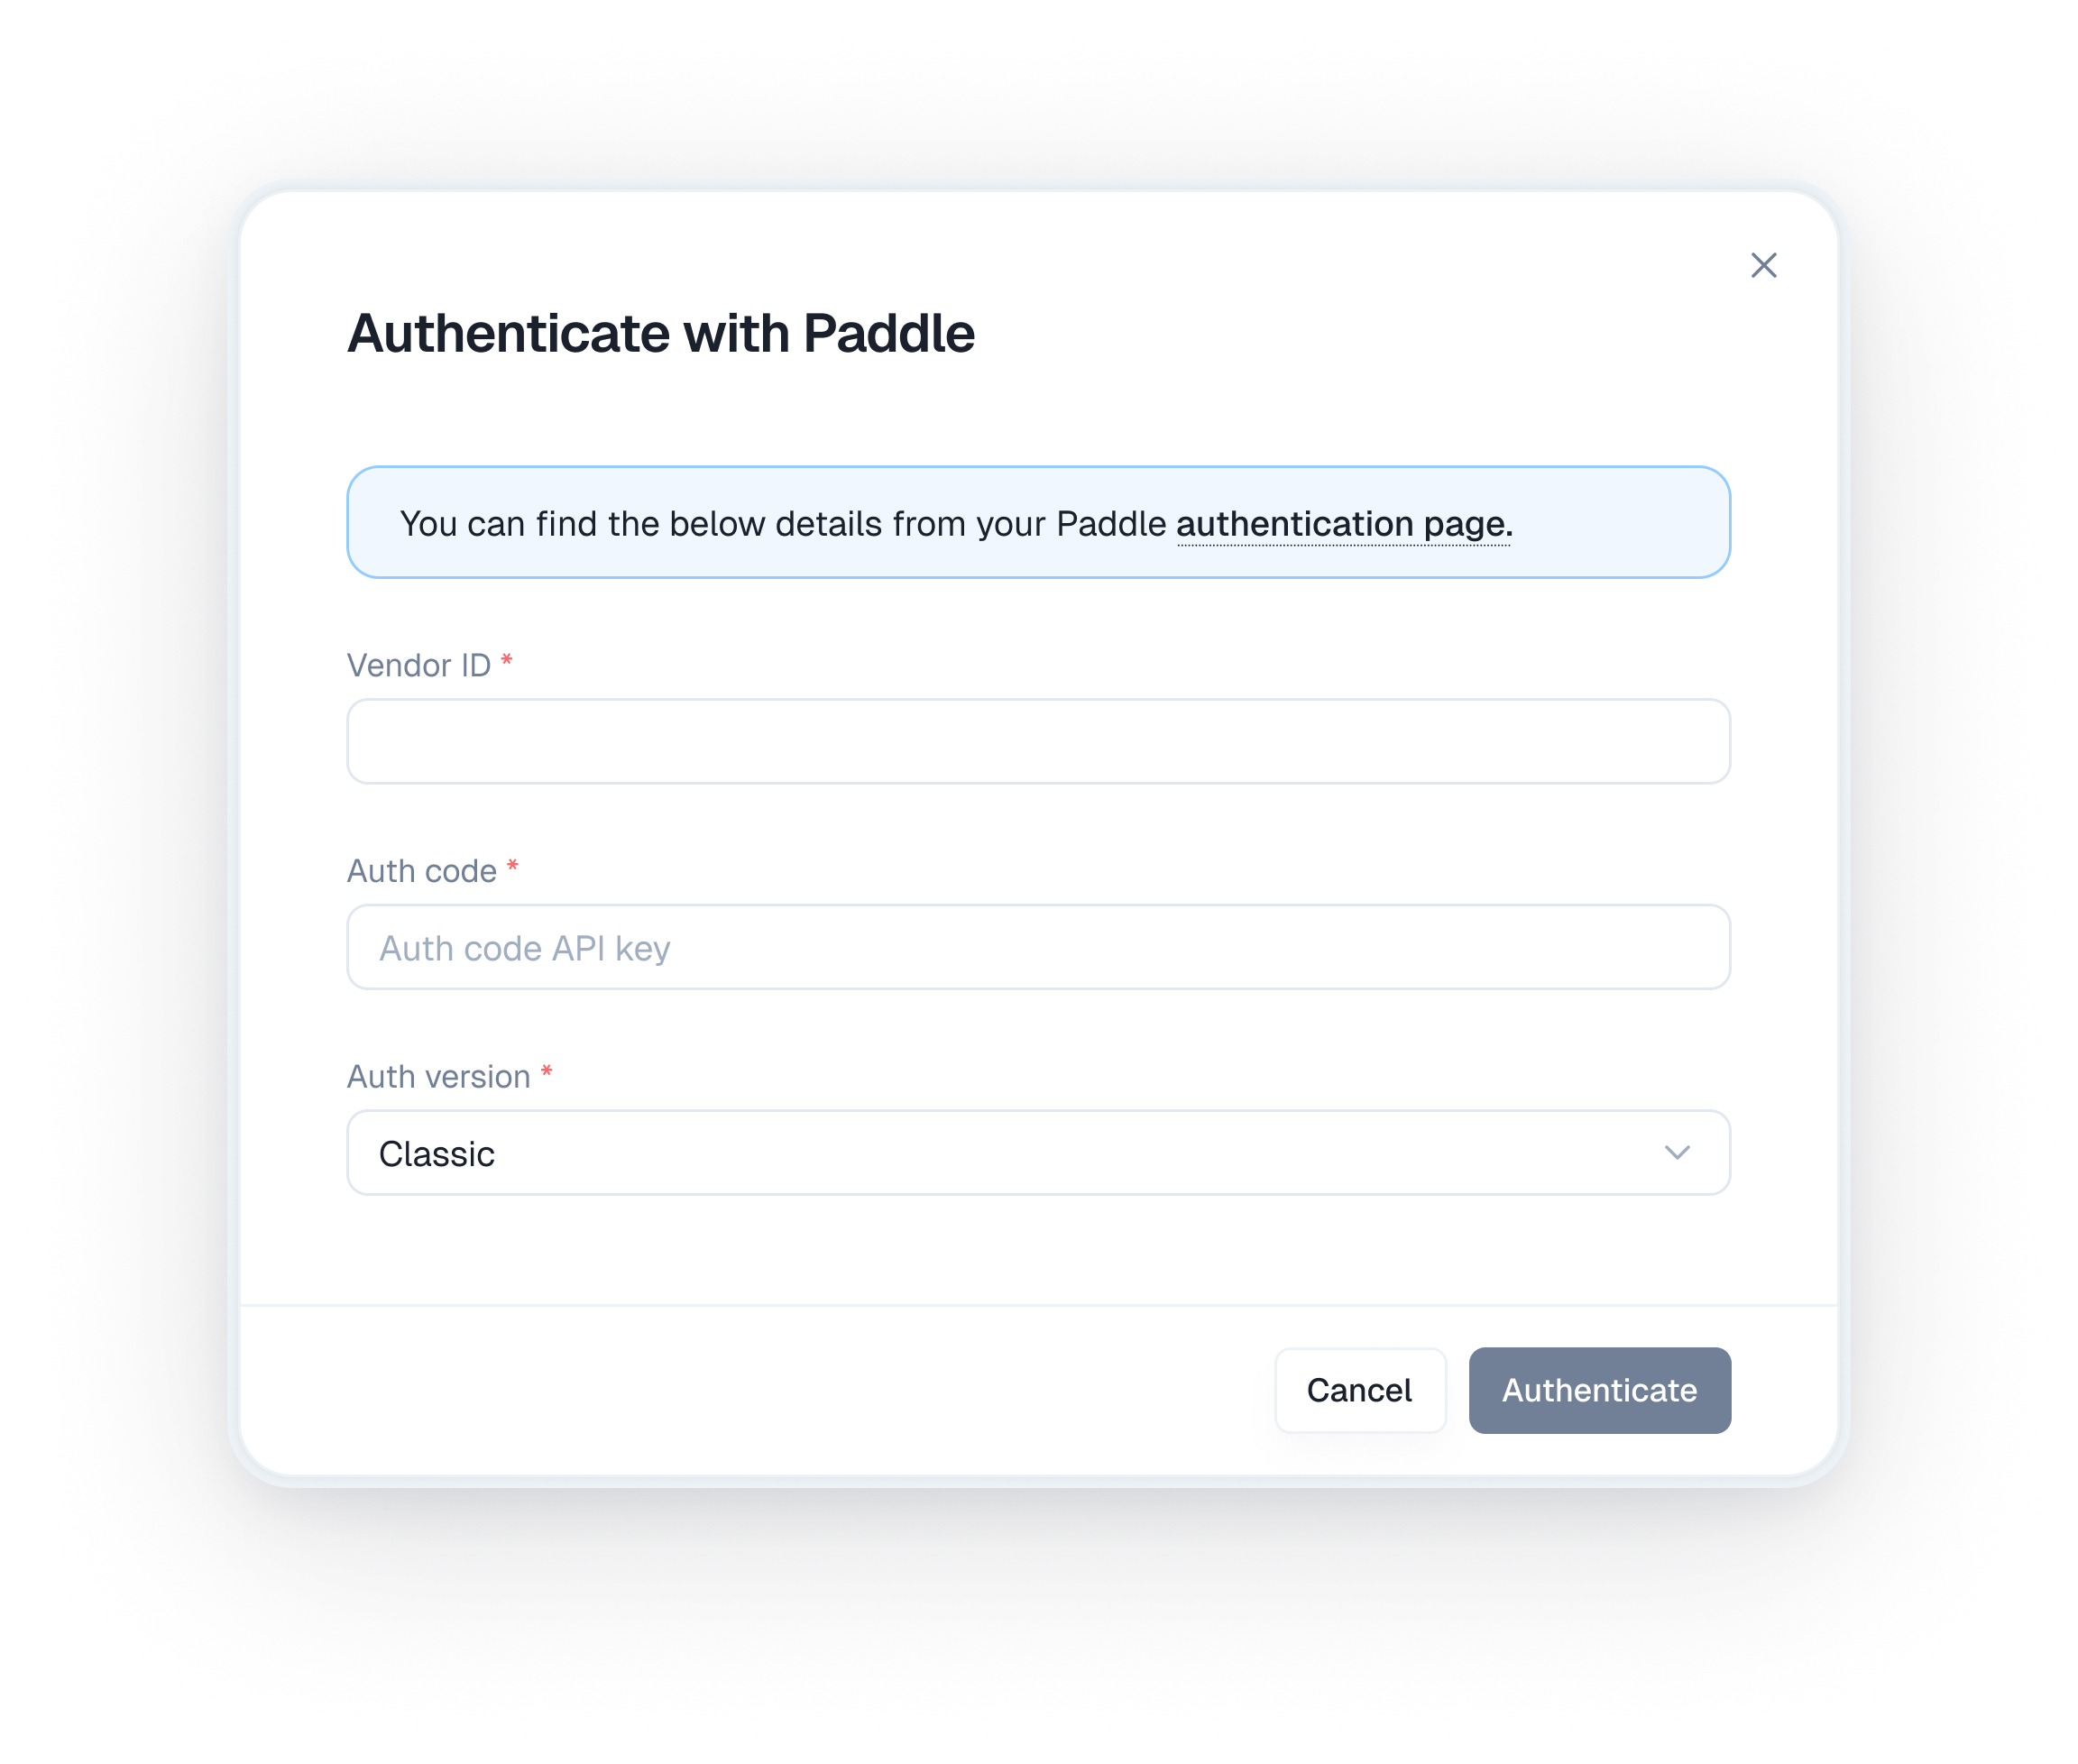 Authenticate with Paddle
You can find the below details from your Paddle authentication page.
Vendor ID *
Auth code *
Auth code API key
Auth version *
Classic
Cancel
Authenticate